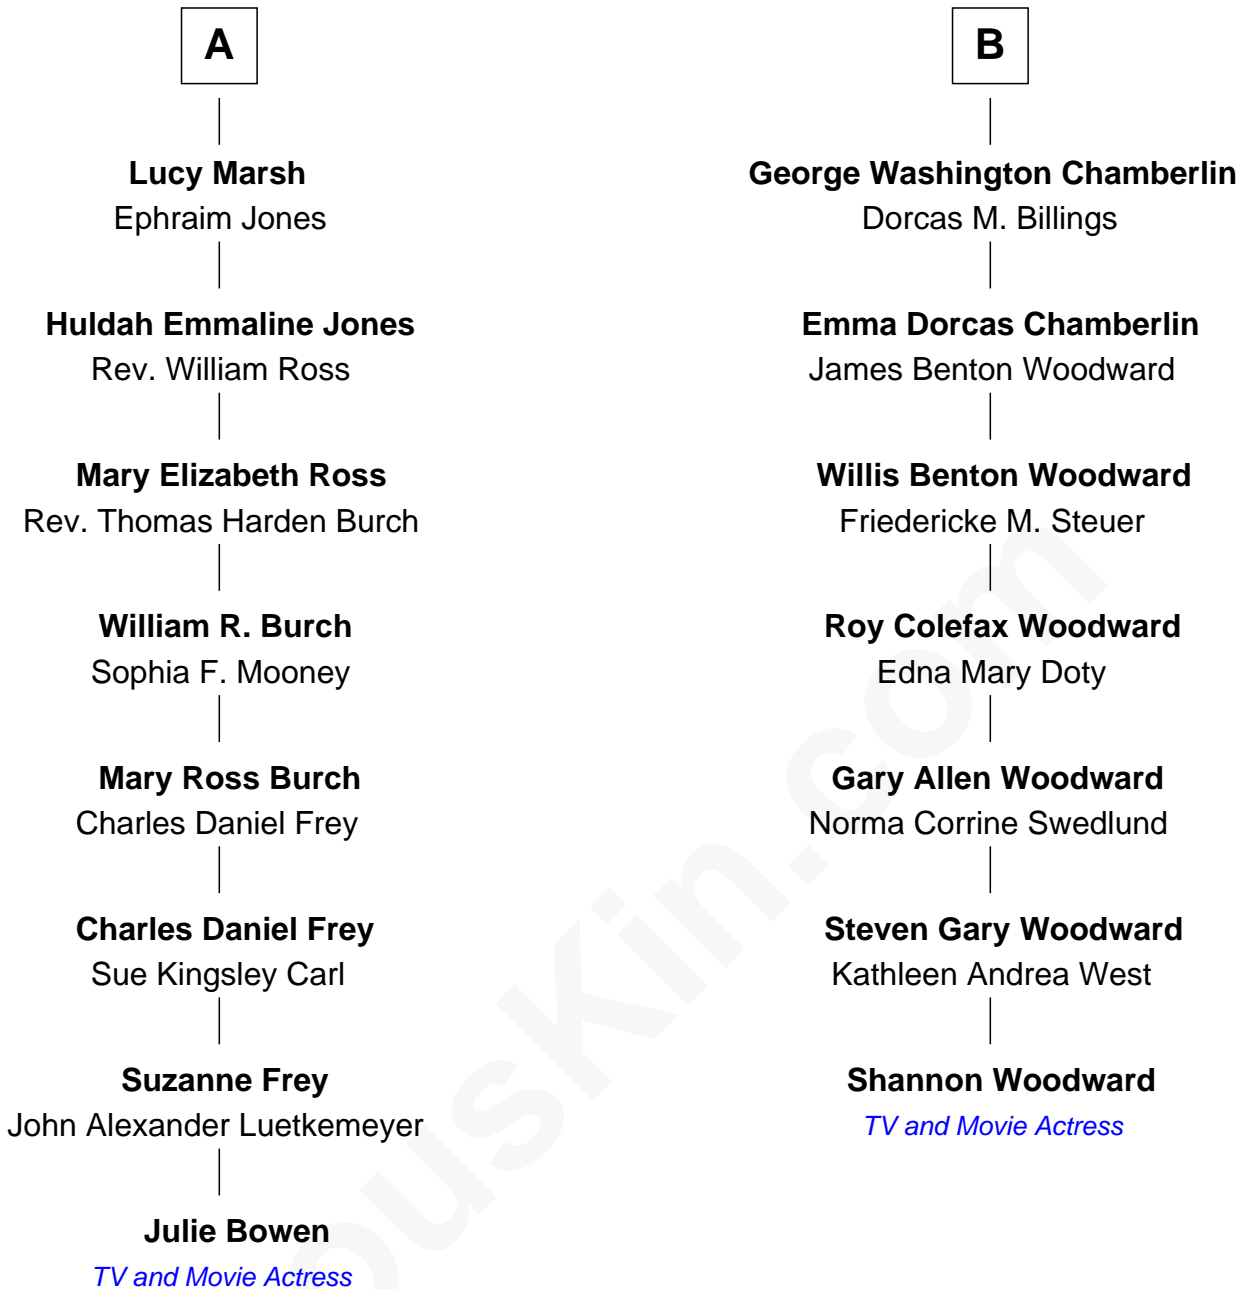 A
Lucy Marsh
Ephraim Jones
Huldah Emmaline Jones
Rev. William Ross
Mary Elizabeth Ross
Rev. Thomas Harden Burch
William R. Burch
Sophia F. Mooney
Mary Ross Burch
Charles Daniel Frey
Charles Daniel Frey
Sue Kingsley Carl
Suzanne Frey
John Alexander Luetkemeyer
Julie Bowen
TV and Movie Actress
B
George Washington Chamberlin
Dorcas M. Billings
Emma Dorcas Chamberlin
James Benton Woodward
Willis Benton Woodward
Friedericke M. Steuer
Roy Colefax Woodward
Edna Mary Doty
Gary Allen Woodward
Norma Corrine Swedlund
Steven Gary Woodward
Kathleen Andrea West
Shannon Woodward
TV and Movie Actress
ousKin.com